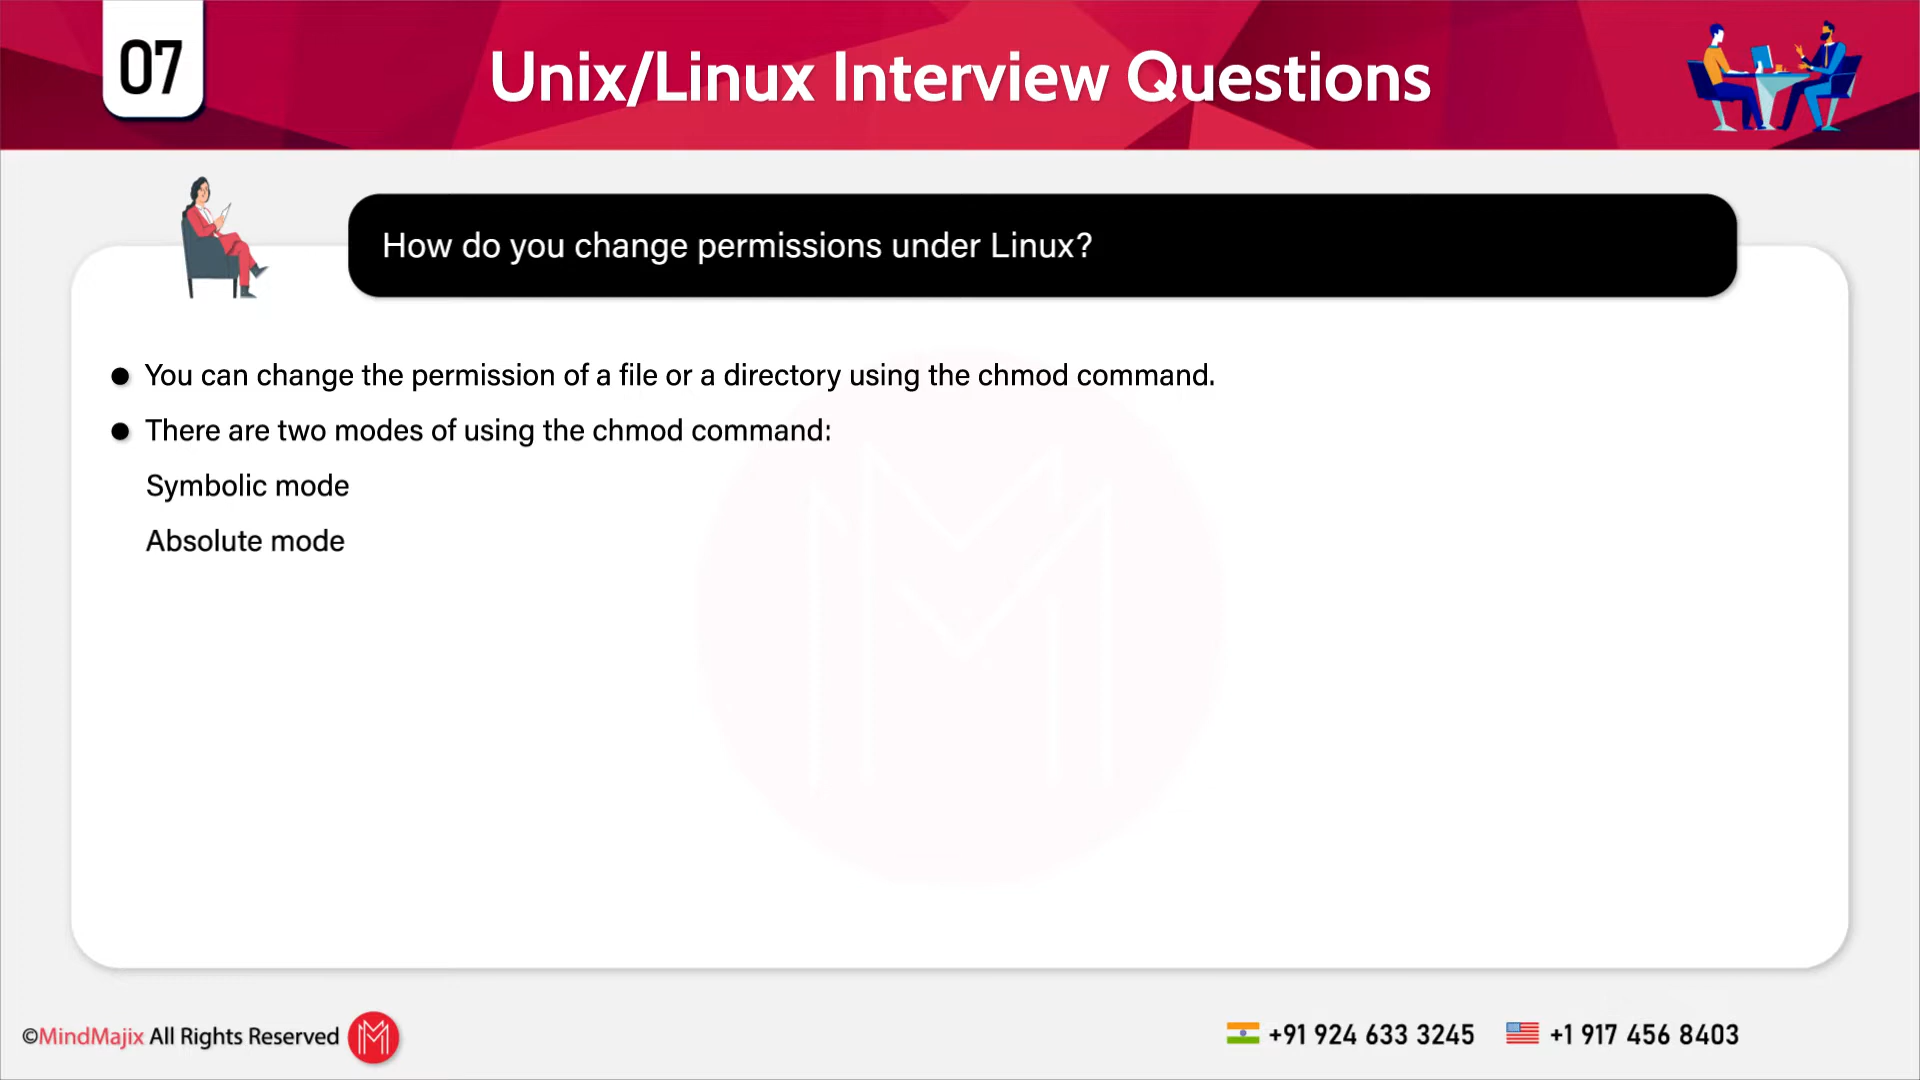 07
Unix/Linux Interview Questions
How do you change permissions under Linux?
● You can change the permission of a file or a directory using the chmod command.
● There are two modes of using the chmod command:
Symbolic mode
Absolute mode
©MindMajix All Rights Reserved
+91 924 633 3245
+1 917 456 8403